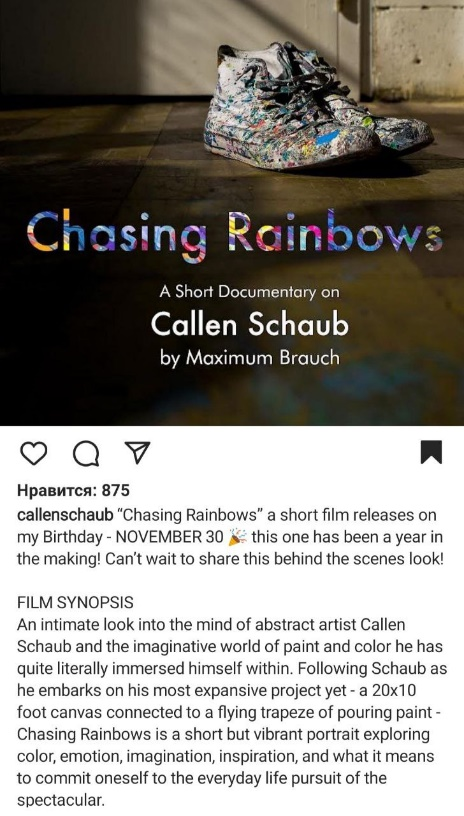 Chasing Rainbows
A Short Documentary on
Callen Schaub
by Maximum Brauch
Нравится: 875
callenschaub “Chasing Rainbows” a short film releases on
my Birthday - NOVEMBER 30 🎉 this one has been a year in
the making! Can’t wait to share this behind the scenes look!
FILM SYNOPSIS
An intimate look into the mind of abstract artist Callen
Schaub and the imaginative world of paint and color he has
quite literally immersed himself within. Following Schaub as
he embarks on his most expansive project yet - a 20x10
foot canvas connected to a flying trapeze of pouring paint -
Chasing Rainbows is a short but vibrant portrait exploring
color, emotion, imagination, inspiration, and what it means
to commit oneself to the everyday life pursuit of the
spectacular.